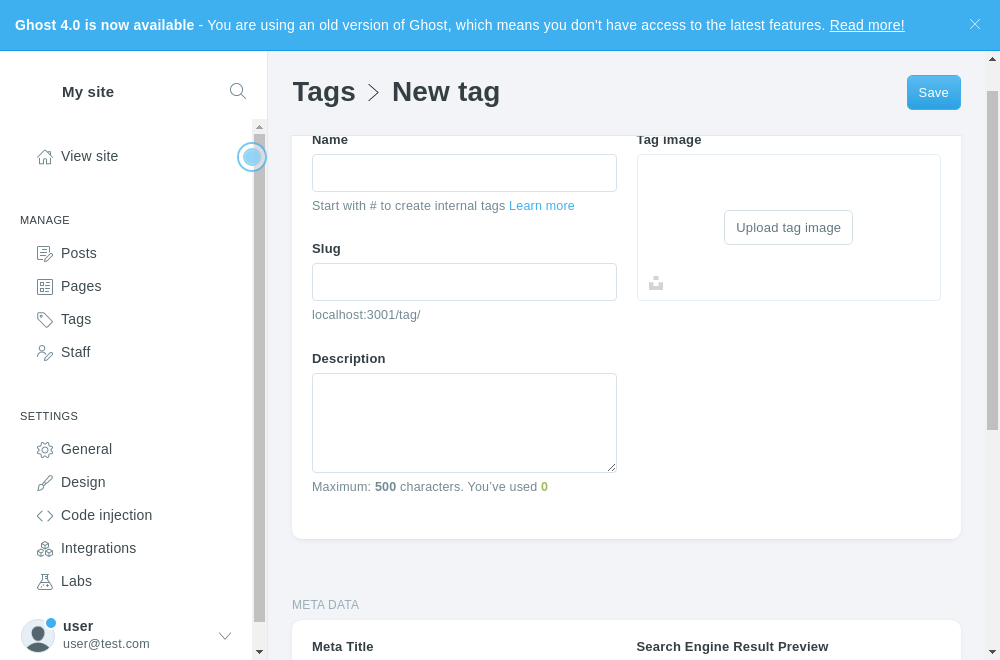 Ghost 4.0 is now available - You are using an old version of Ghost, which means you don't have access to the latest features. Read more!
My site
View site
MANAGE
Posts
Pages
Tags
Staff
SETTINGS
General
Design
Code injection
Integrations
Labs
user
user@test.com
Tags > New tag
Save
Name
Start with # to create internal tags Learn more
Slug
localhost:3001/tag/
Description
Maximum: 500 characters. You've used 0
Tag image
Upload tag image
META DATA
Meta Title
Search Engine Result Preview